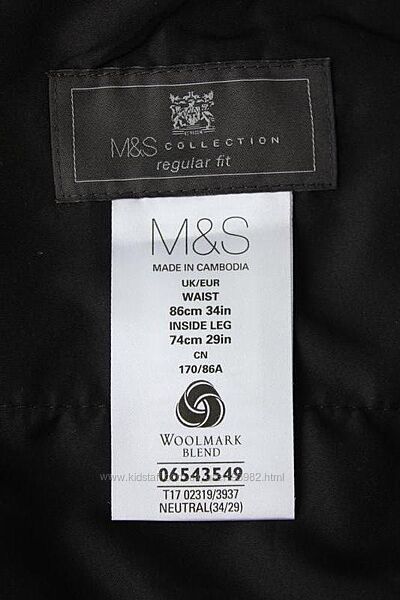 M&S COLLECTION
regular fit
M&S
MADE IN CAMBODIA
UK/EUR
WAIST
86cm 34in
INSIDE LEG
74cm 29in
CN
170/86A
WOOLMARK
BLEND
06543549
T17 02319/3937
NEUTRAL(34/29)